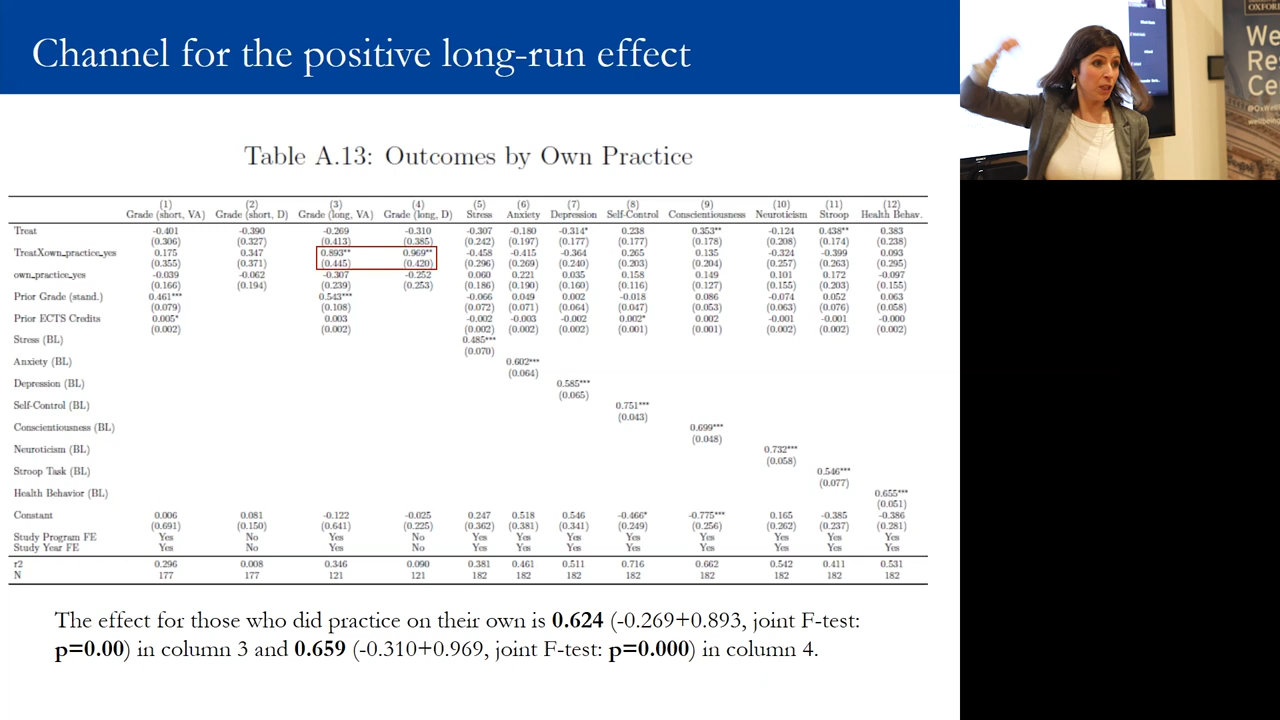 Channel for the positive long-run effect
Table A.13: Outcomes by Own Practice
(1) (2) (3) (4) (5) (6) (7) (8) (9) (10) (11) (12)
Grade (short, VA) Grade (short, D) Grade (long, VA) Grade (long, D) Stress Anxiety Depression Self-Control Conscientiousness Neuroticism Stroop Health Behav.
Treat -0.401 -0.390 -0.269 -0.310 -0.307 -0.180 -0.314* 0.238 0.353** -0.124 0.438** 0.383
(0.306) (0.327) (0.413) (0.385) (0.242) (0.197) (0.177) (0.177) (0.178) (0.208) (0.174) (0.238)
TreatXown_practice_yes 0.175 0.347 0.893** 0.969** -0.458 -0.415 -0.364 0.265 0.135 -0.324 -0.399 0.093
(0.355) (0.371) (0.445) (0.420) (0.296) (0.269) (0.240) (0.203) (0.204) (0.257) (0.263) (0.295)
own_practice_yes -0.039 -0.062 -0.307 -0.252 0.060 0.221 0.035 0.158 0.149 0.101 0.172 -0.097
(0.166) (0.194) (0.239) (0.253) (0.186) (0.190) (0.160) (0.116) (0.127) (0.155) (0.203) (0.155)
Prior Grade (stand.) 0.461*** 0.543*** -0.066 0.049 0.002 -0.018 0.086 -0.074 0.052 0.063
(0.079) (0.108) (0.072) (0.071) (0.064) (0.047) (0.053) (0.063) (0.076) (0.058)
Prior ECTS Credits 0.005* 0.003 -0.002 -0.003 -0.002 0.002* 0.002 -0.001 -0.001 -0.000
(0.002) (0.002) (0.002) (0.002) (0.002) (0.001) (0.001) (0.002) (0.002) (0.002)
Stress (BL) 0.485***
(0.070)
Anxiety (BL) 0.602***
(0.064)
Depression (BL) 0.585***
(0.065)
Self-Control (BL) 0.751***
(0.043)
Conscientiousness (BL) 0.699***
(0.048)
Neuroticism (BL) 0.732***
(0.058)
Stroop Task (BL) 0.546***
(0.077)
Health Behavior (BL) 0.655***
(0.051)
Constant 0.006 0.081 -0.122 -0.025 0.247 0.518 0.546 -0.466* -0.775*** 0.165 -0.385 -0.386
(0.691) (0.150) (0.641) (0.225) (0.362) (0.381) (0.341) (0.249) (0.256) (0.262) (0.237) (0.281)
Study Program FE Yes No Yes No Yes Yes Yes Yes Yes Yes Yes Yes
Study Year FE Yes No Yes No Yes Yes Yes Yes Yes Yes Yes Yes
r2 0.296 0.008 0.346 0.090 0.381 0.461 0.511 0.716 0.662 0.542 0.411 0.531
N 177 177 121 121 182 182 182 182 182 182 182 182
The effect for those who did practice on their own is 0.624 (-0.269+0.893, joint F-test:
p=0.00) in column 3 and 0.659 (-0.310+0.969, joint F-test: p=0.000) in column 4.
OXFOR
We
Re
Ce
@OxWell
wellbeing